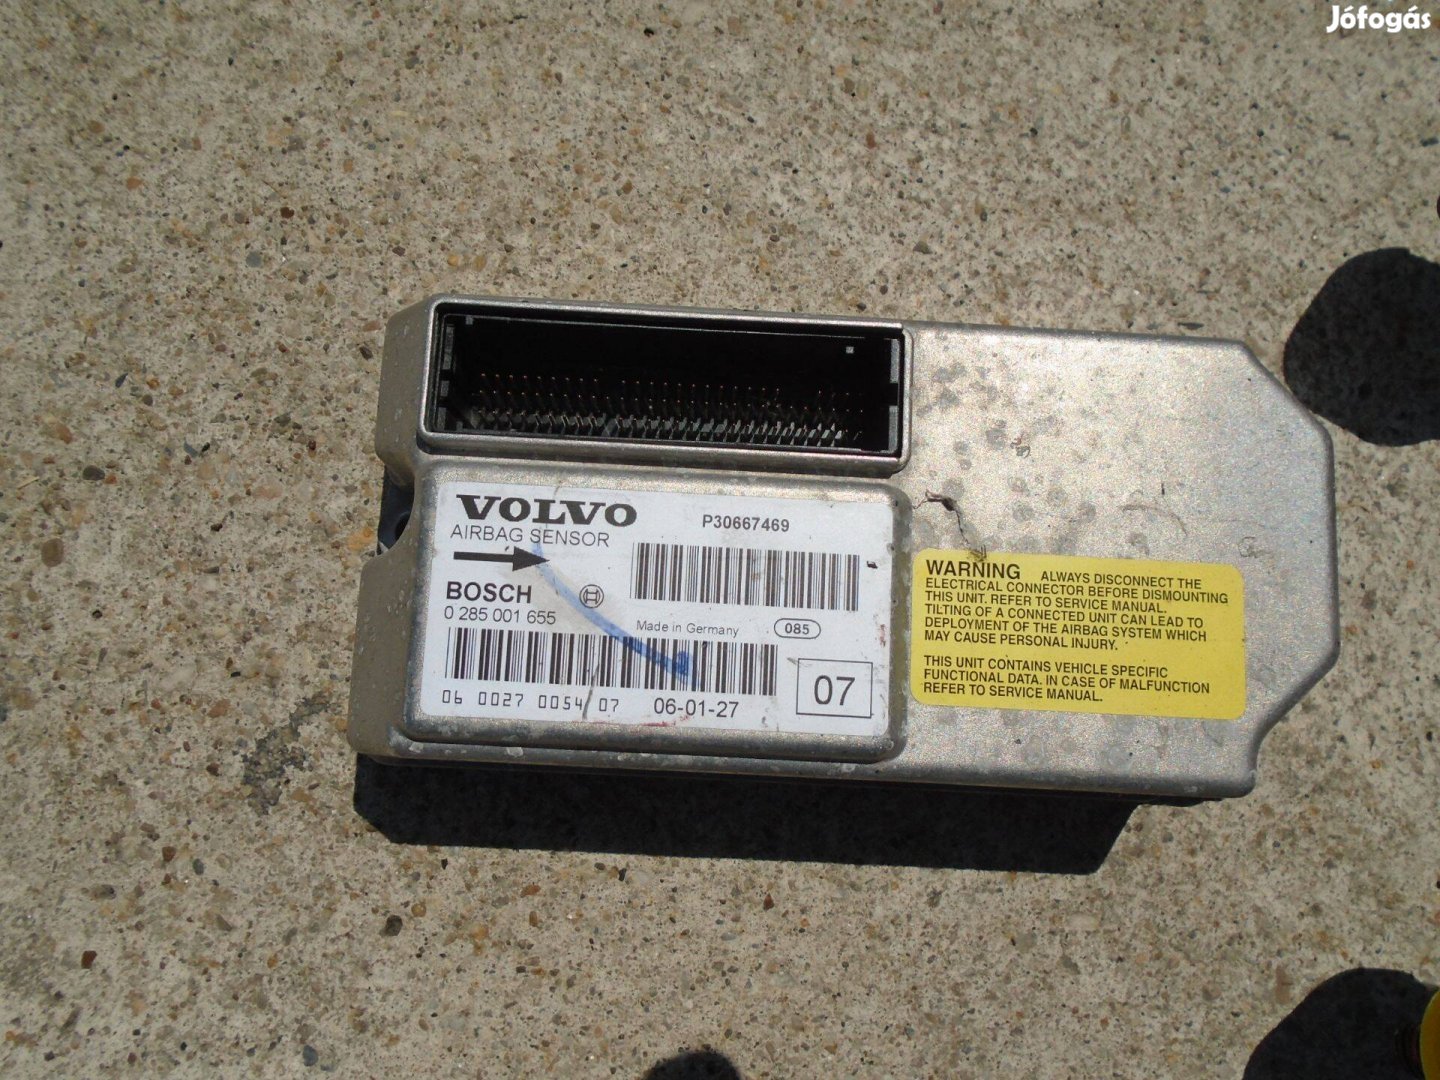 Jófogás
VOLVO
AIRBAG SENSOR
P30667469
BOSCH
0 285 001 655
Made in Germany
085
06 0027 0054 07
06-01-27
07
WARNING ALWAYS DISCONNECT THE
ELECTRICAL CONNECTOR BEFORE DISMOUNTING
THIS UNIT. REFER TO SERVICE MANUAL.
TILTING OF A CONNECTED UNIT CAN LEAD TO
DEPLOYMENT OF THE AIRBAG SYSTEM WHICH
MAY CAUSE PERSONAL INJURY.
THIS UNIT CONTAINS VEHICLE SPECIFIC
FUNCTIONAL DATA. IN CASE OF MALFUNCTION
REFER TO SERVICE MANUAL.